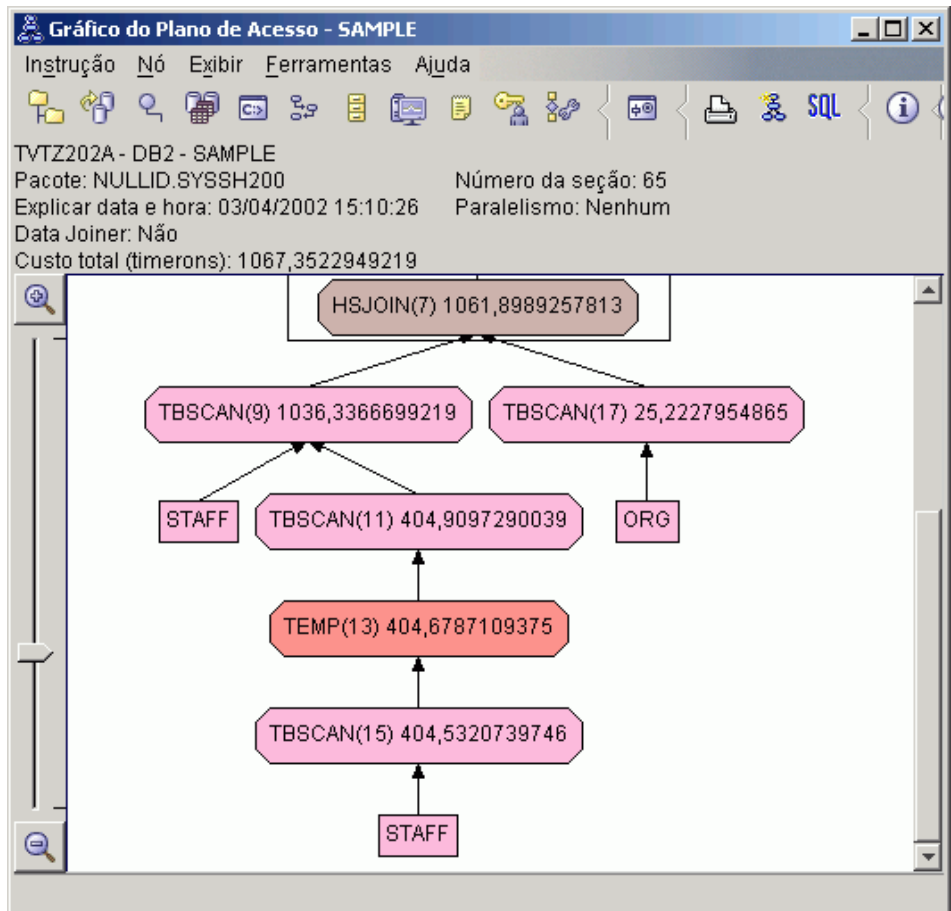 Gráfico do Plano de Acesso - SAMPLE
Instrução Nó Exibir Ferramentas Ajuda
C:> SQL
TVTZ202A - DB2 - SAMPLE
Pacote: NULLID.SYSSH200 Número da seção: 65
Explicar data e hora: 03/04/2002 15:10:26 Paralelismo: Nenhum
Data Joiner: Não
Custo total (timerons): 1067,3522949219
HSJOIN(7) 1061,8989257813
TBSCAN(9) 1036,3366699219 TBSCAN(17) 25,2227954865
STAFF TBSCAN(11) 404,9097290039 ORG
TEMP(13) 404,6787109375
TBSCAN(15) 404,5320739746
STAFF